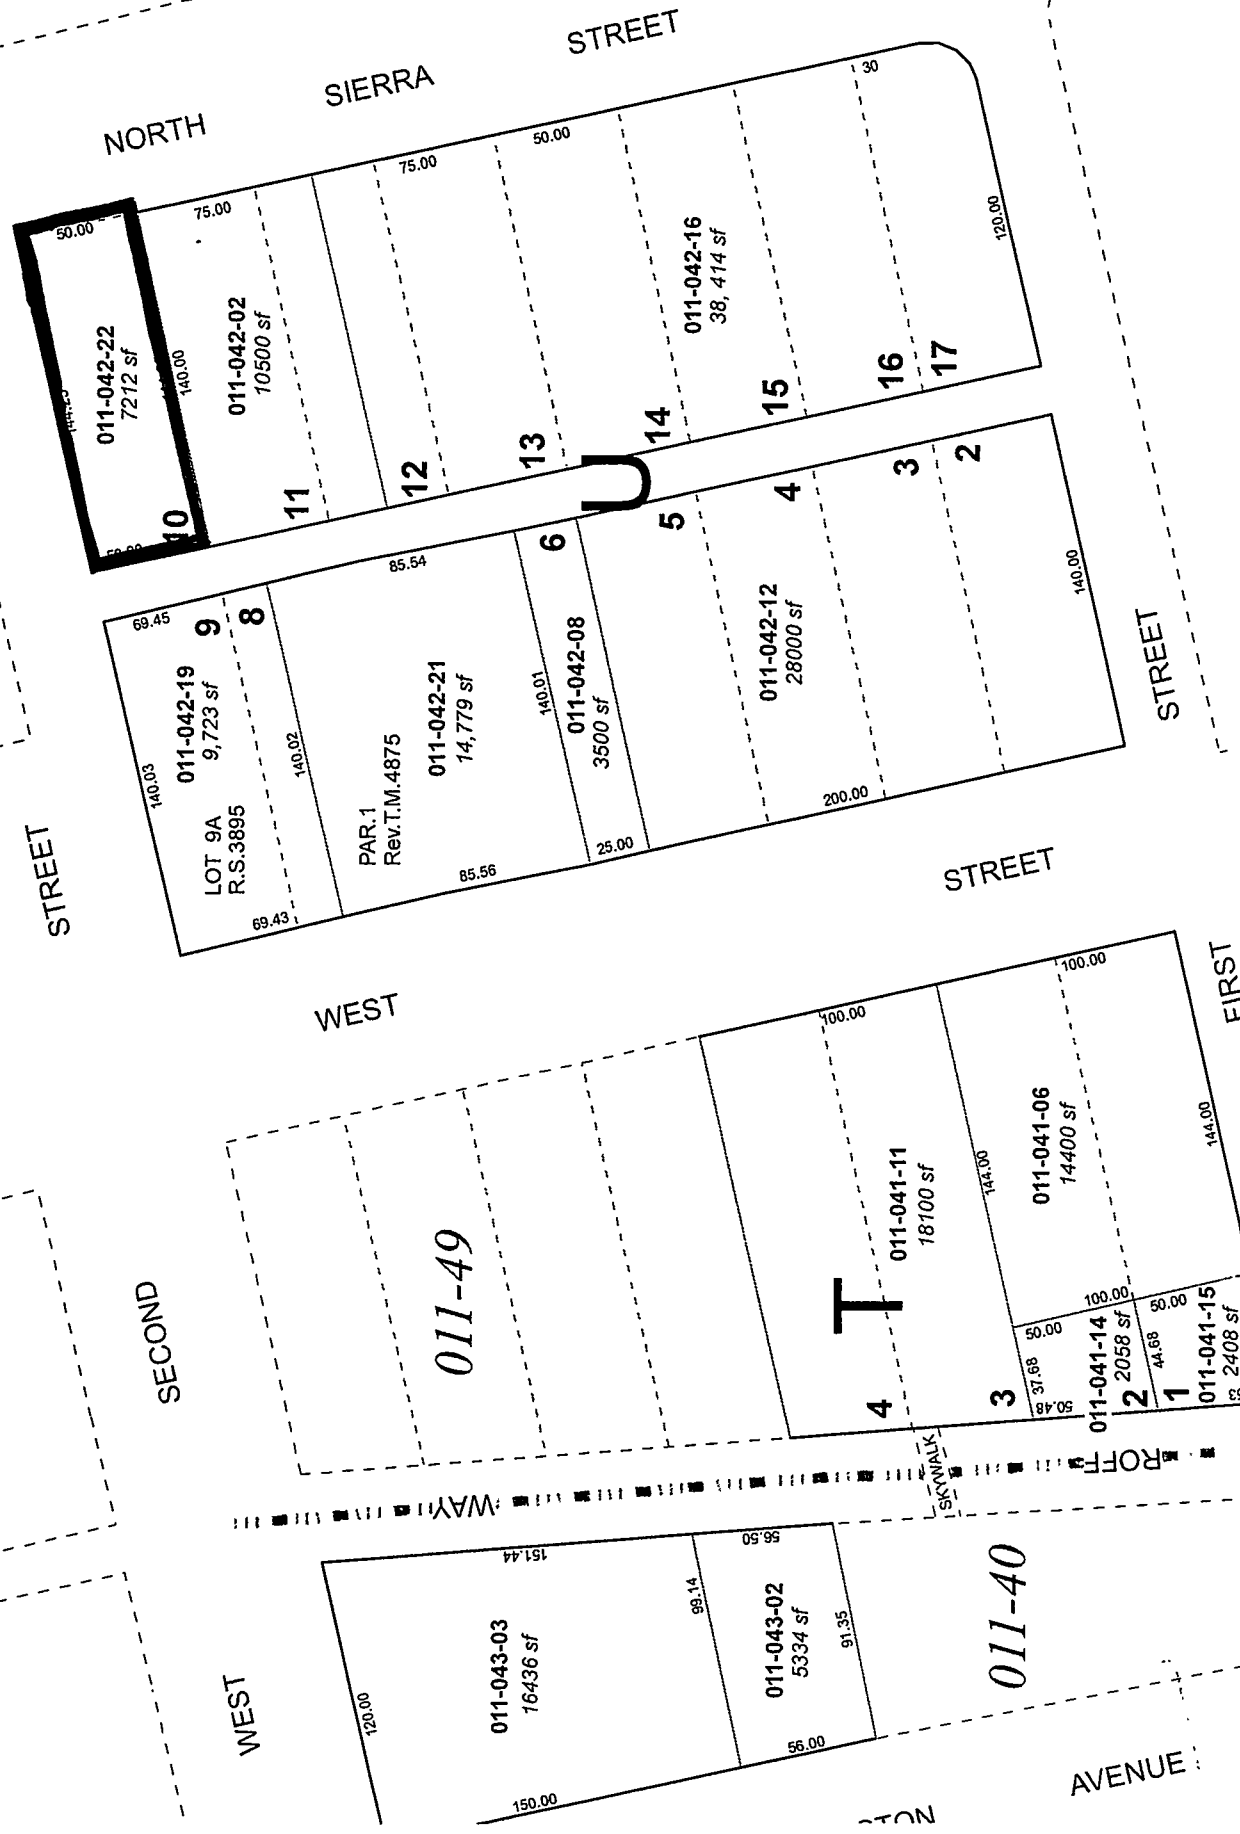 STREET
SIERRA
NORTH
30
50.00
75.00
75.00
50.00
120.00
011-042-22
7212 sf
140.00
011-042-02
10500 sf
011-042-16
38, 414 sf
10
11
12
13
14
15
16
17
U
69.45
9
8
85.54
6
5
4
3
2
140.03
011-042-19
9,723 sf
LOT 9A
R.S.3895
140.02
PAR.1
Rev.T.M.4875
011-042-21
14,779 sf
140.01
011-042-08
3500 sf
011-042-12
28000 sf
140.00
69.43
85.56
25.00
200.00
STREET
STREET
STREET
WEST
FIRST
SECOND
011-49
100.00
100.00
T
011-041-11
18100 sf
144.00
011-041-06
14400 sf
144.00
4
3
50.00
100.00
37.68
50.48
011-041-14
2058 sf
2
50.00
44.68
1
011-041-15
2408 sf
WAY
SKYWALK
ROFF
WEST
151.44
56.50
120.00
011-043-03
16436 sf
99.14
011-043-02
5334 sf
91.35
011-40
150.00
56.00
AVENUE